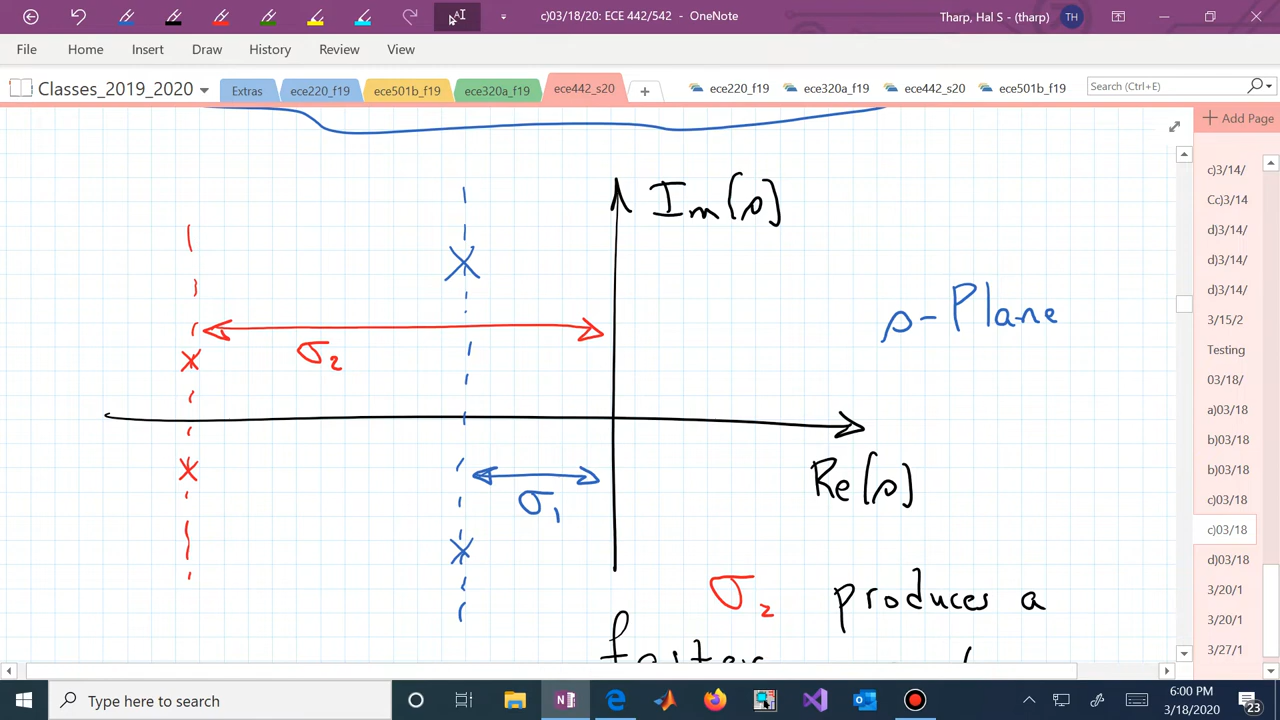 c)03/18/20: ECE 442/542 - OneNote
Tharp, Hal S - (tharp)
TH
File Home Insert Draw History Review View
Classes_2019_2020
Extras ece220_f19 ece501b_f19 ece320a_f19 ece442_s20
ece220_f19 ece320a_f19 ece442_s20 ece501b_f19
Search (Ctrl+E)
Add Page
c)3/14/
Cc)3/14
d)3/14/
d)3/14/
d)3/14/
3/15/2
Testing
03/18/
a)03/18
b)03/18
b)03/18
c)03/18
c)03/18
d)03/18
3/20/1
3/20/1
3/27/1
Im[s]
s-Plane
σ2
Re[s]
σ1
σ2 produces a
faster
Type here to search
6:00 PM
3/18/2020
23